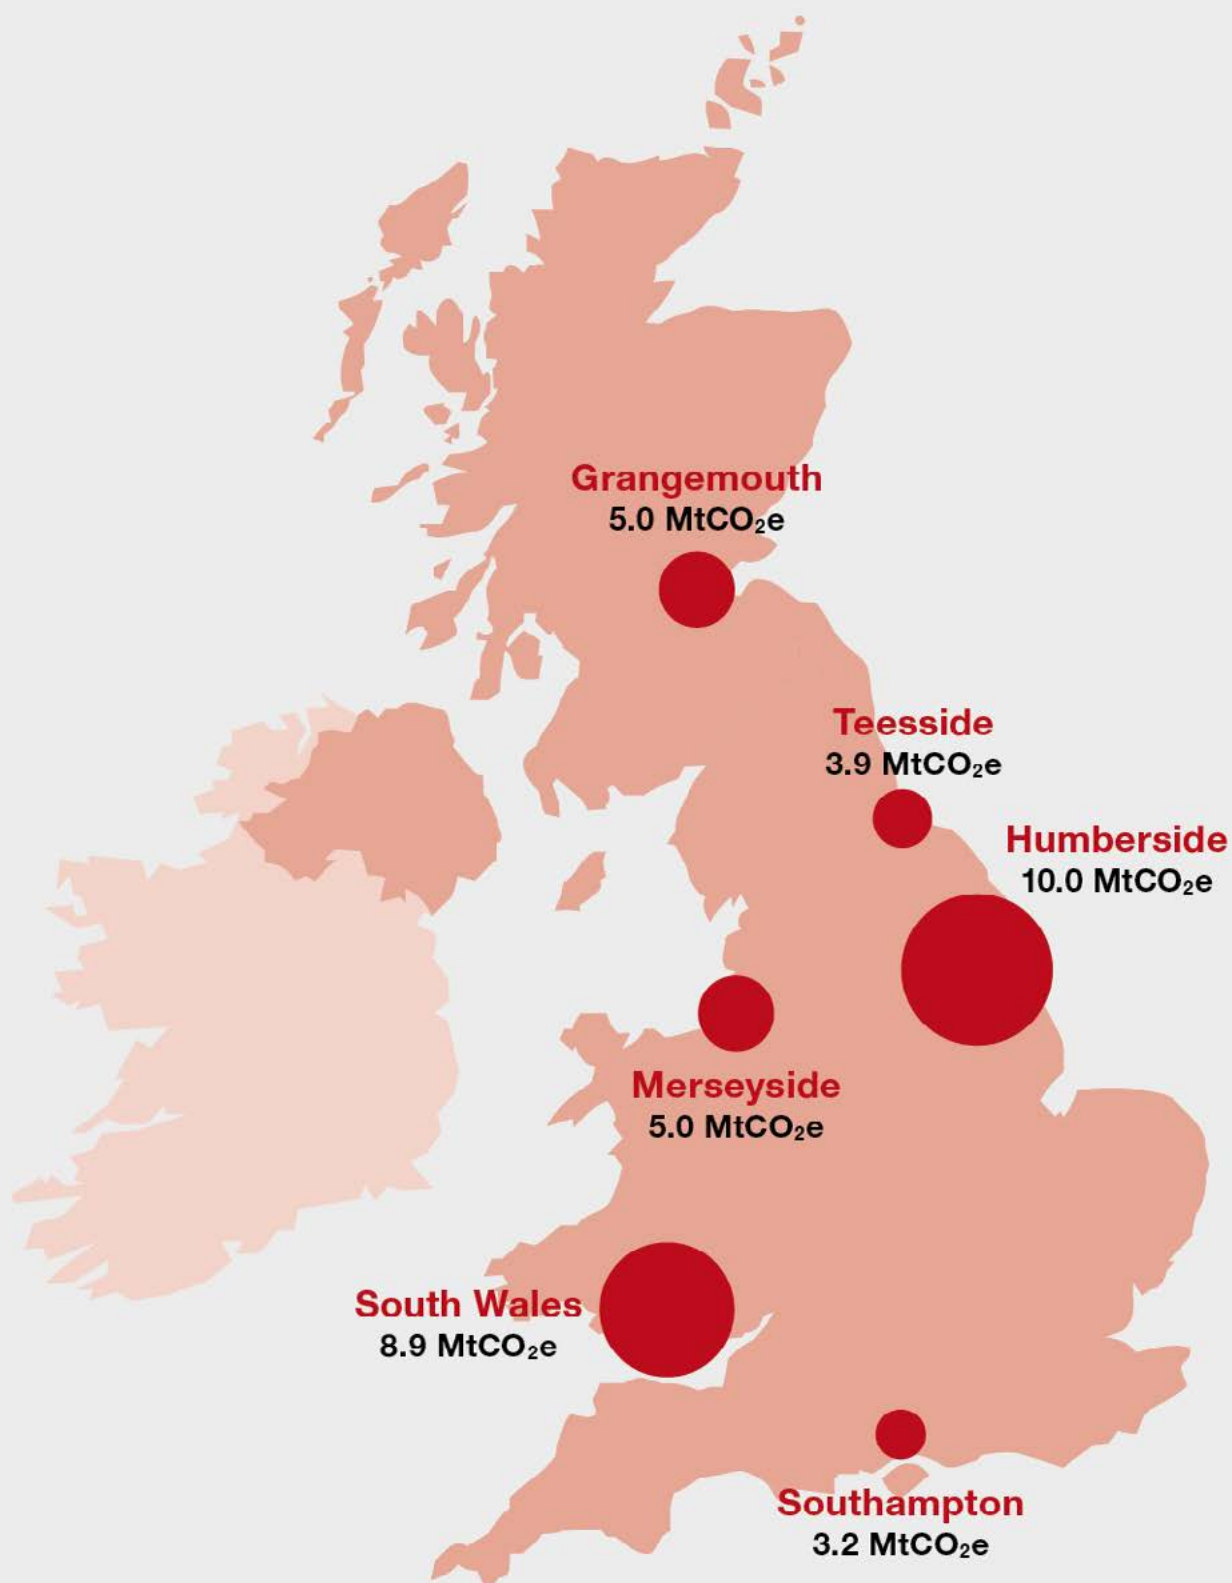 Grangemouth
5.0 MtCO₂e
Teesside
3.9 MtCO₂e
Humberside
10.0 MtCO₂e
Merseyside
5.0 MtCO₂e
South Wales
8.9 MtCO₂e
Southampton
3.2 MtCO₂e